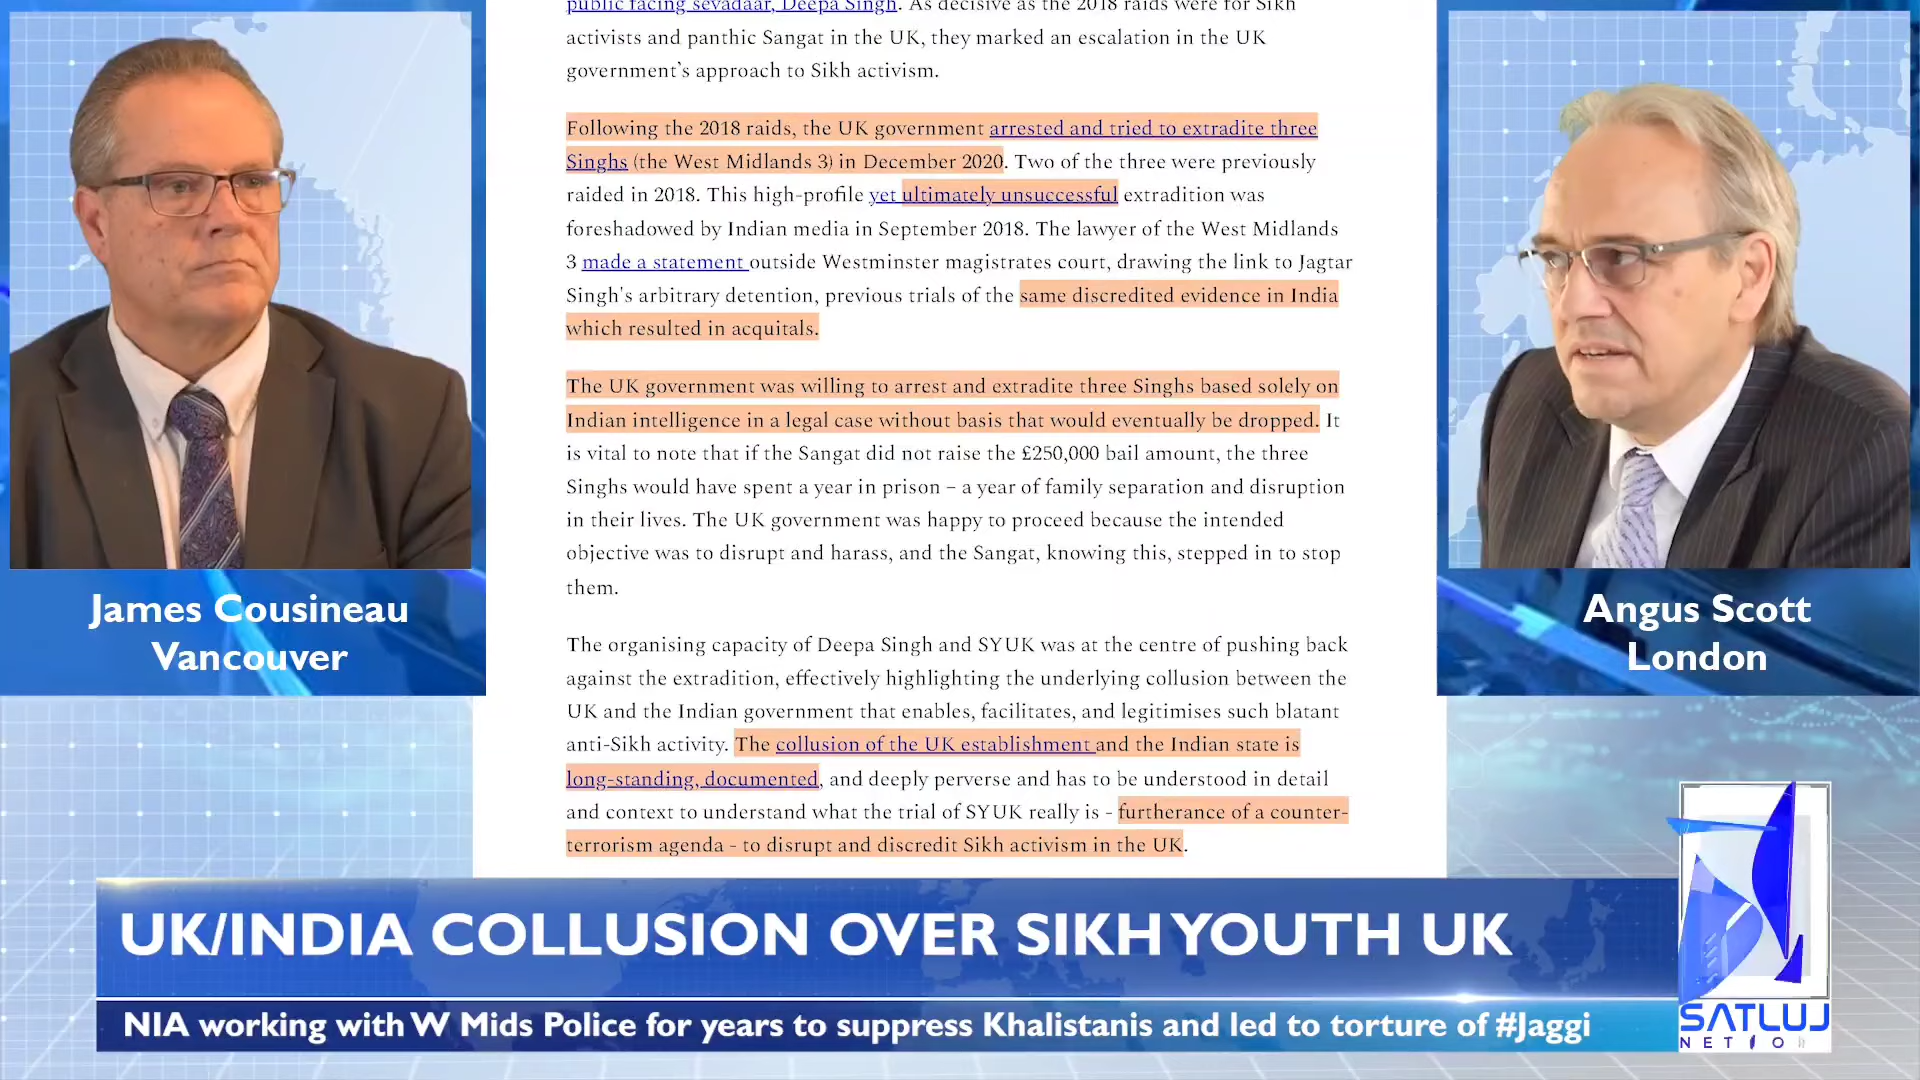 public facing sevadaar, Deepa Singh. As decisive as the 2018 raids were for Sikh
activists and panthic Sangat in the UK, they marked an escalation in the UK
government’s approach to Sikh activism.
Following the 2018 raids, the UK government arrested and tried to extradite three
Singhs (the West Midlands 3) in December 2020. Two of the three were previously
raided in 2018. This high-profile yet ultimately unsuccessful extradition was
foreshadowed by Indian media in September 2018. The lawyer of the West Midlands
3 made a statement outside Westminster magistrates court, drawing the link to Jagtar
Singh's arbitrary detention, previous trials of the same discredited evidence in India
which resulted in acquitals.
The UK government was willing to arrest and extradite three Singhs based solely on
Indian intelligence in a legal case without basis that would eventually be dropped. It
is vital to note that if the Sangat did not raise the £250,000 bail amount, the three
Singhs would have spent a year in prison – a year of family separation and disruption
in their lives. The UK government was happy to proceed because the intended
objective was to disrupt and harass, and the Sangat, knowing this, stepped in to stop
them.
The organising capacity of Deepa Singh and SYUK was at the centre of pushing back
against the extradition, effectively highlighting the underlying collusion between the
UK and the Indian government that enables, facilitates, and legitimises such blatant
anti-Sikh activity. The collusion of the UK establishment and the Indian state is
long-standing, documented, and deeply perverse and has to be understood in detail
and context to understand what the trial of SYUK really is - furtherance of a counter-
terrorism agenda - to disrupt and discredit Sikh activism in the UK.
James Cousineau
Vancouver
Angus Scott
London
UK/INDIA COLLUSION OVER SIKH YOUTH UK
NIA working with W Mids Police for years to suppress Khalistanis and led to torture of #Jaggi
SATLUJ